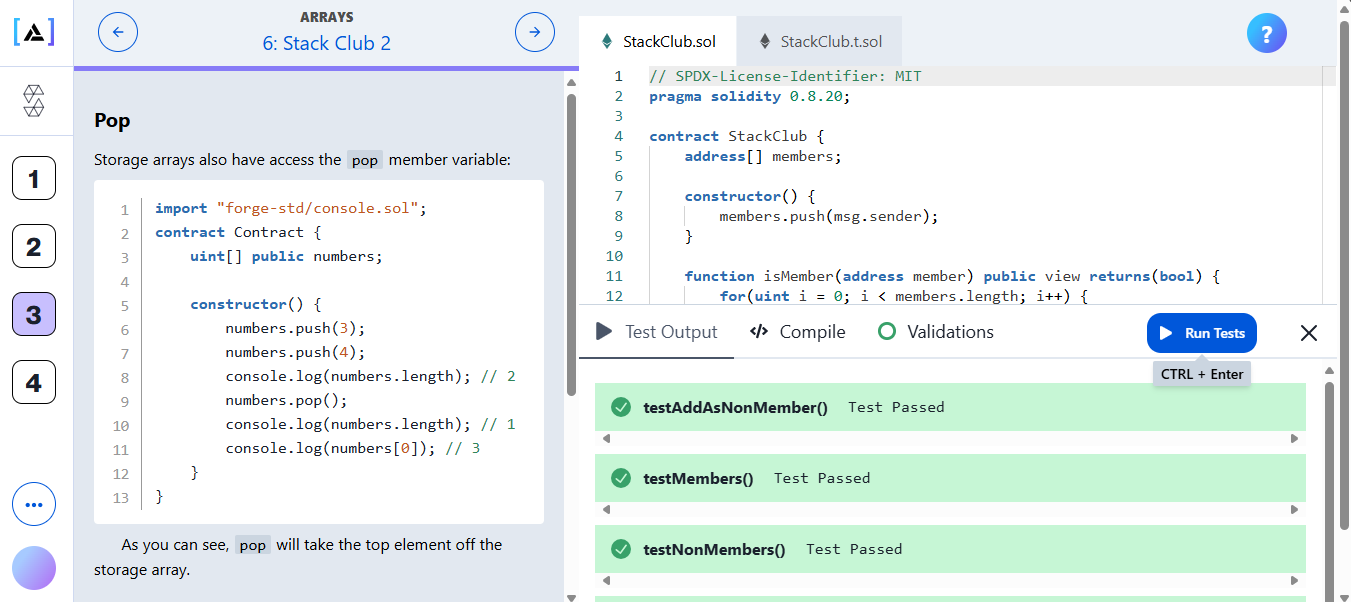 ARRAYS
6: Stack Club 2
1
2
3
4
Pop
Storage arrays also have access the pop member variable:
1 import "forge-std/console.sol";
2 contract Contract {
3 uint[] public numbers;
4
5 constructor() {
6 numbers.push(3);
7 numbers.push(4);
8 console.log(numbers.length); // 2
9 numbers.pop();
10 console.log(numbers.length); // 1
11 console.log(numbers[0]); // 3
12 }
13 }
As you can see, pop will take the top element off the
storage array.
StackClub.sol
StackClub.t.sol
?
1 // SPDX-License-Identifier: MIT
2 pragma solidity 0.8.20;
3
4 contract StackClub {
5 address[] members;
6
7 constructor() {
8 members.push(msg.sender);
9 }
10
11 function isMember(address member) public view returns(bool) {
12 for(uint i = 0; i < members.length; i++) {
Test Output
Compile
Validations
Run Tests
CTRL + Enter
testAddAsNonMember() Test Passed
testMembers() Test Passed
testNonMembers() Test Passed